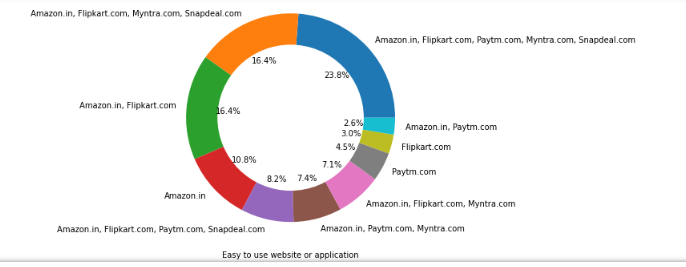 Amazon.in, Flipkart.com, Myntra.com, Snapdeal.com
Amazon.in, Flipkart.com, Paytm.com, Myntra.com, Snapdeal.com
16.4%
23.8%
Amazon.in, Flipkart.com
16.4%
2.6%
Amazon.in, Paytm.com
3.0%
Flipkart.com
4.5%
10.8%
7.1%
Paytm.com
8.2%
7.4%
Amazon.in
Amazon.in, Flipkart.com, Myntra.com
Amazon.in, Flipkart.com, Paytm.com, Snapdeal.com
Amazon.in, Paytm.com, Myntra.com
Easy to use website or application